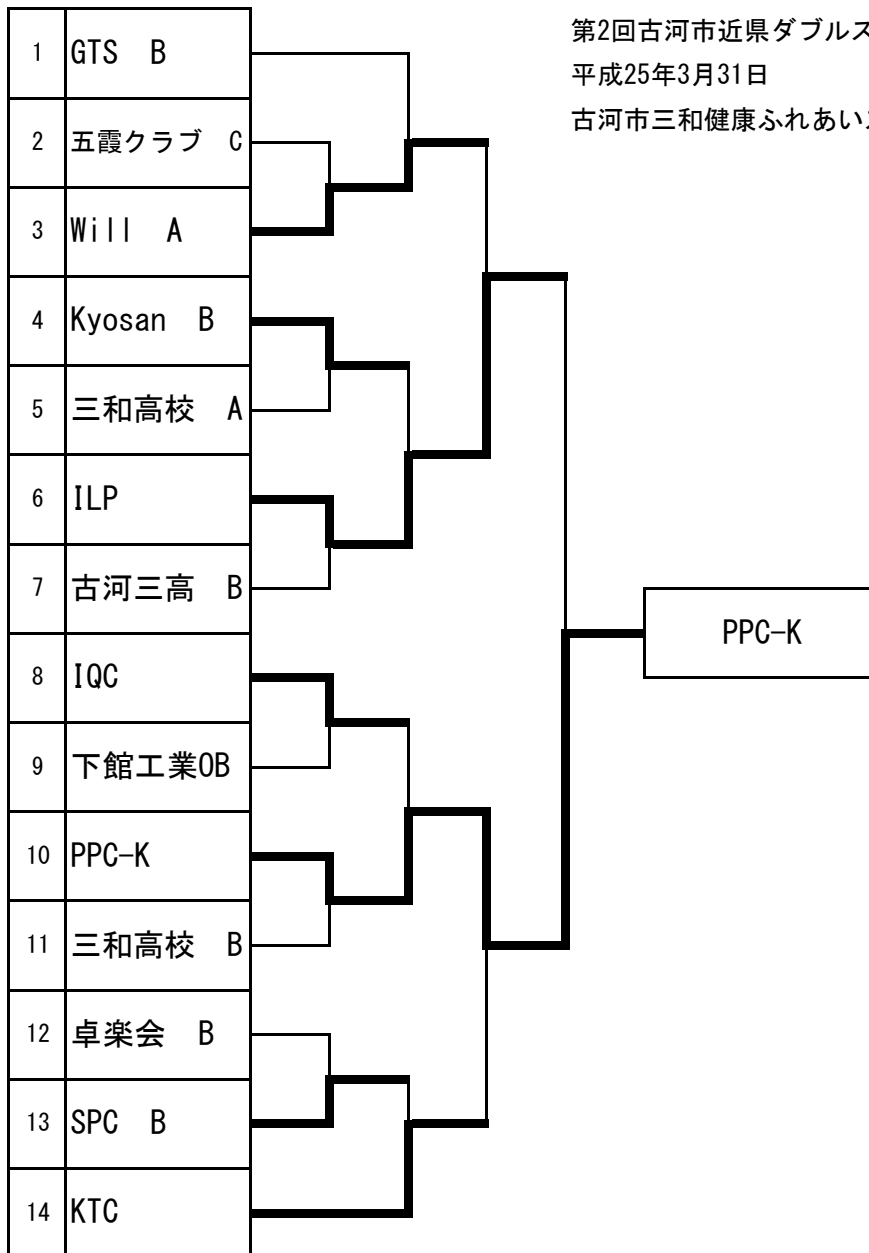 第2回古河市近県ダブルス
平成25年3月31日
古河市三和健康ふれあい
1 GTS B
2 五霞クラブ C
3 Will A
4 Kyosan B
5 三和高校 A
6 ILP
7 古河三高 B
8 IQC
9 下館工業OB
10 PPC-K
11 三和高校 B
12 卓楽会 B
13 SPC B
14 KTC
PPC-K